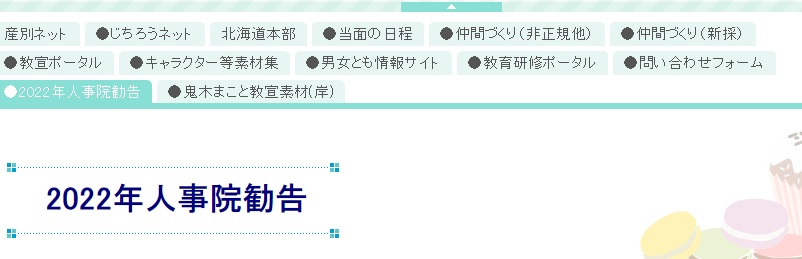 産別ネット ●じちろうネット 北海道本部 ●当面の日程 ●仲間づくり(非正規他) ●仲間づくり(新採)
●教宣ポータル ●キャラクター等素材集 ●男女とも情報サイト ●教育研修ポータル ●問い合わせフォーム
●2022年人事院勧告 ●鬼木まこと教宣素材(岸)
2022年人事院勧告